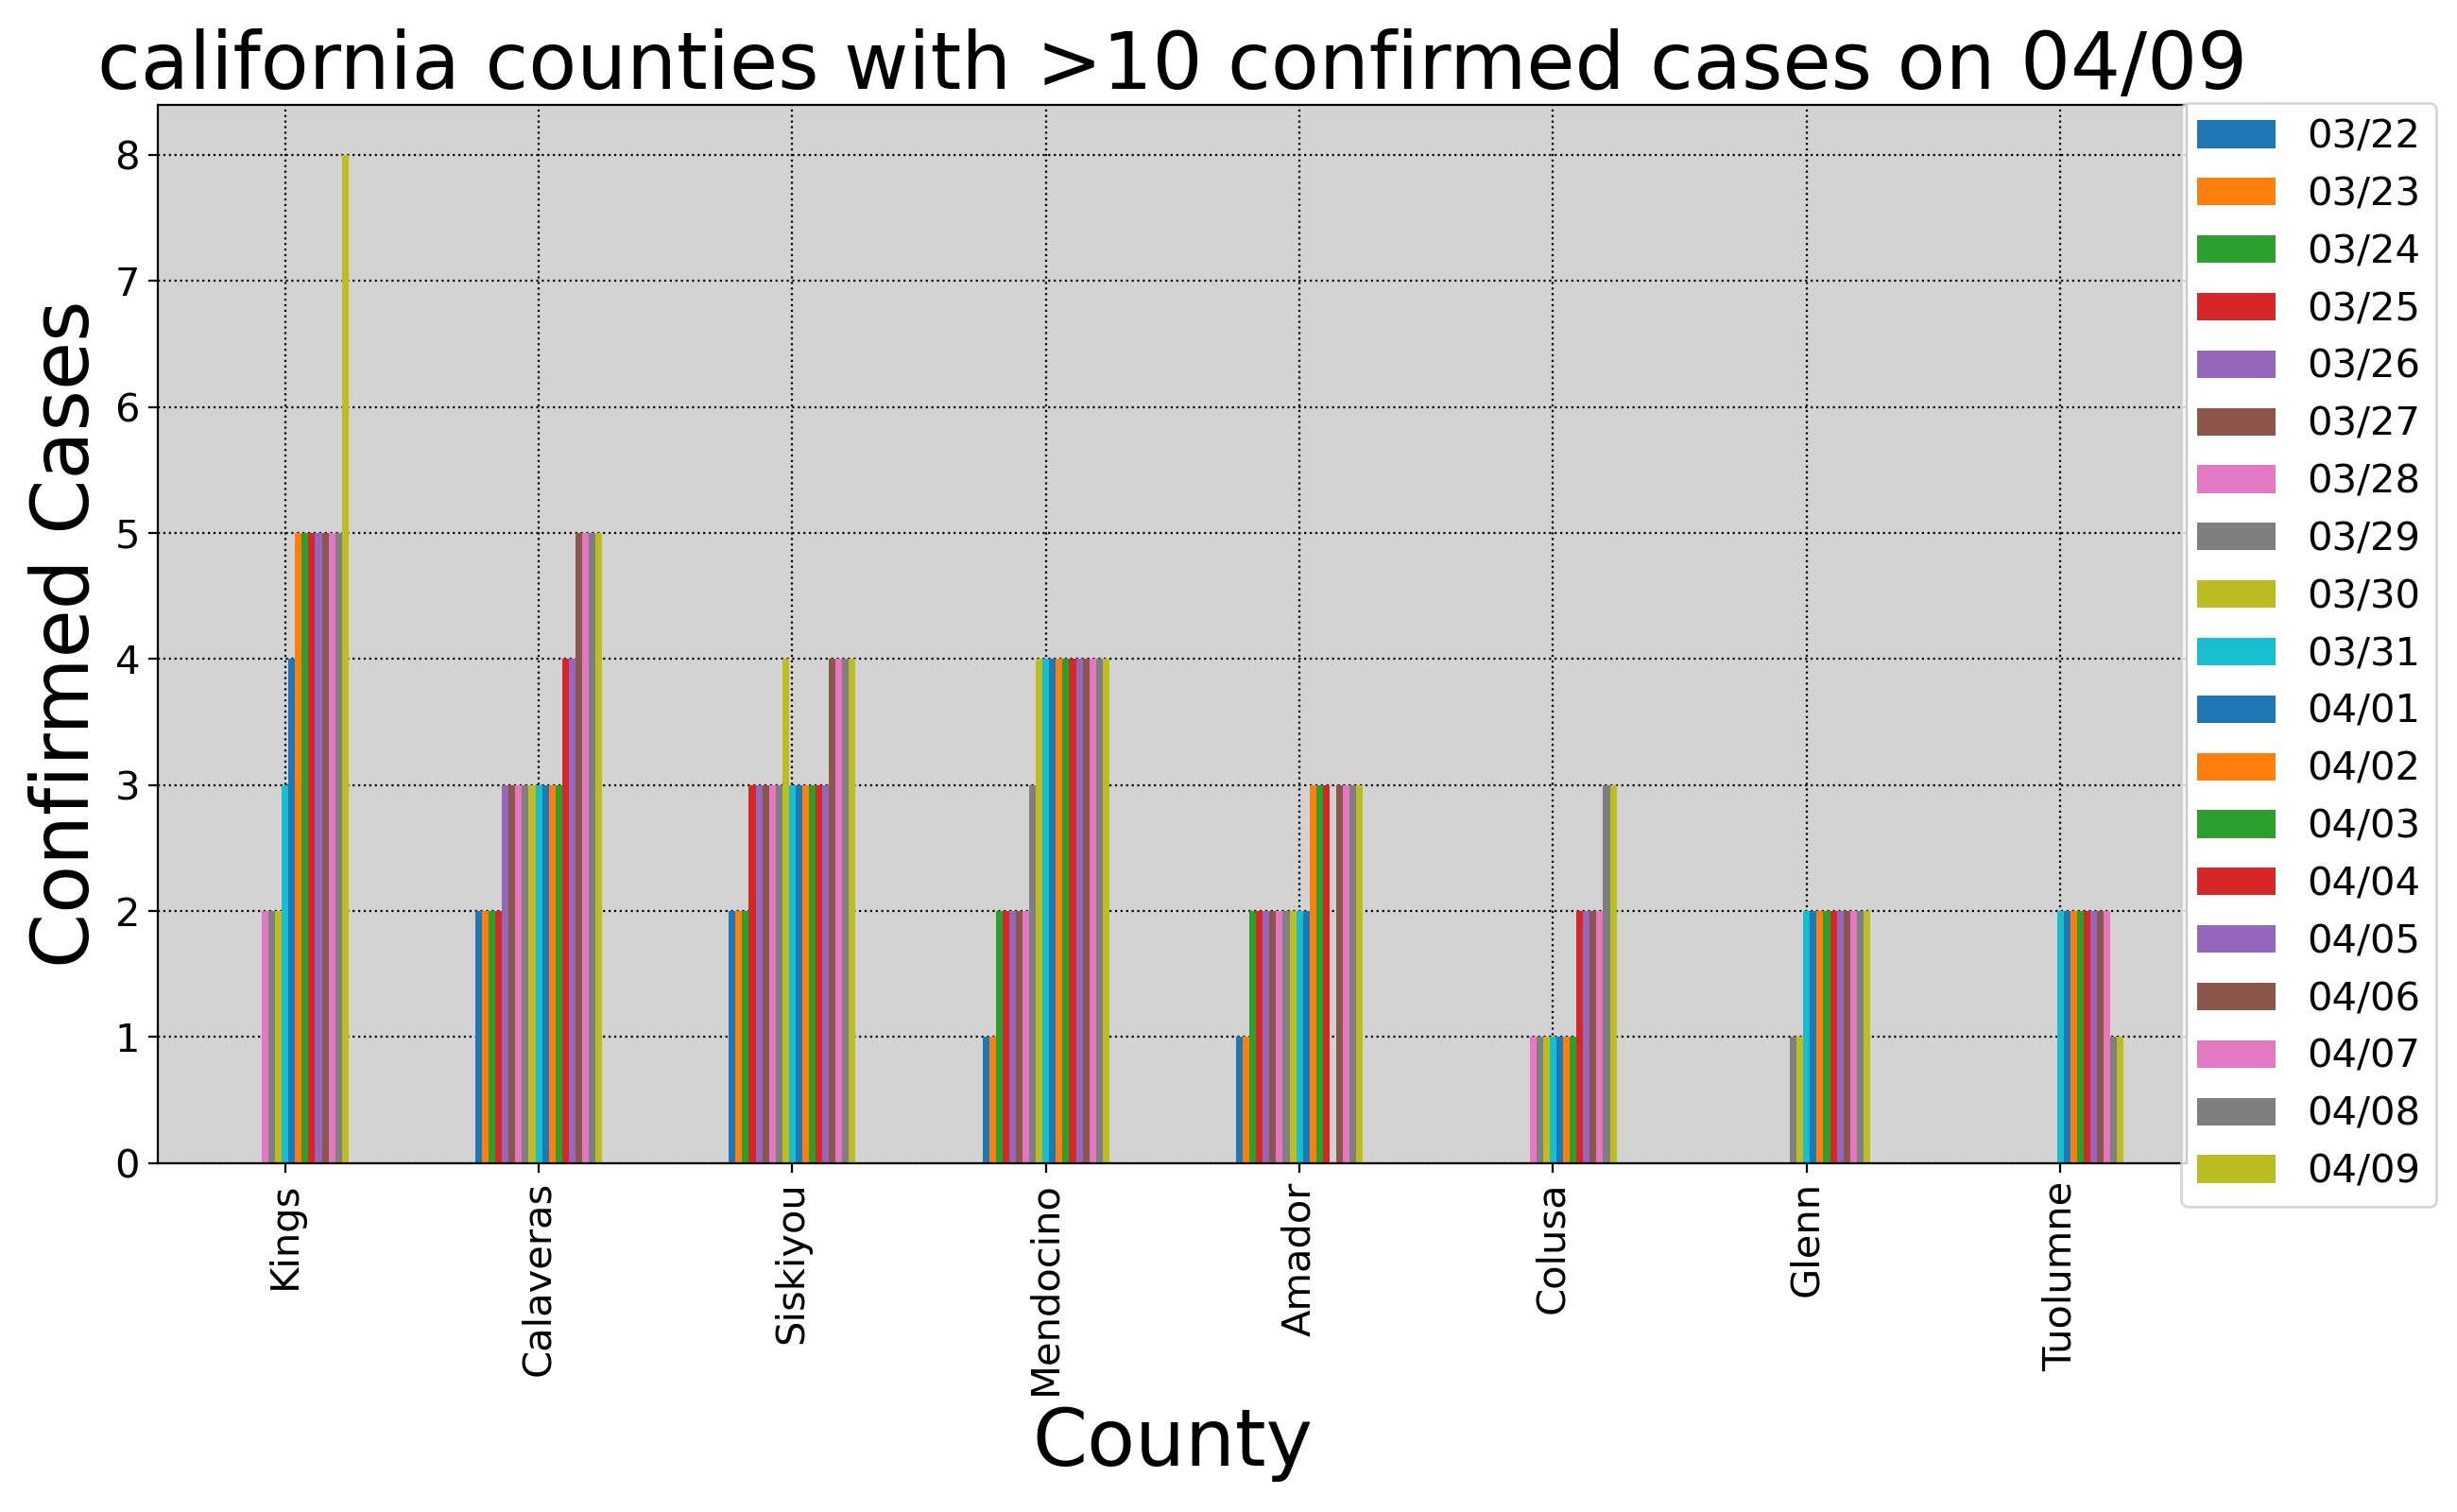 california counties with >10 confirmed cases on 04/09
Confirmed Cases
8
7
6
5
4
3
2
1
0
Kings
Calaveras
Siskiyou
Mendocino
Amador
Colusa
Glenn
Tuolumne
County
03/22
03/23
03/24
03/25
03/26
03/27
03/28
03/29
03/30
03/31
04/01
04/02
04/03
04/04
04/05
04/06
04/07
04/08
04/09